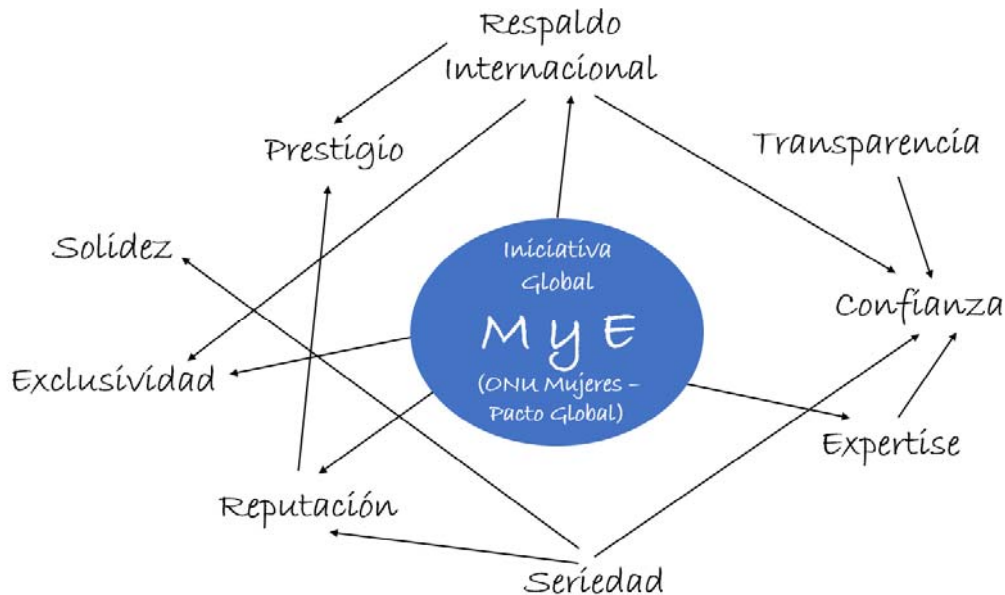 Respaldo
Internacional
Prestigio
Transparencia
Solidez
Iniciativa
Global
M y E
(ONU Mujeres –
Pacto Global)
Confianza
Exclusividad
Expertise
Reputación
Seriedad